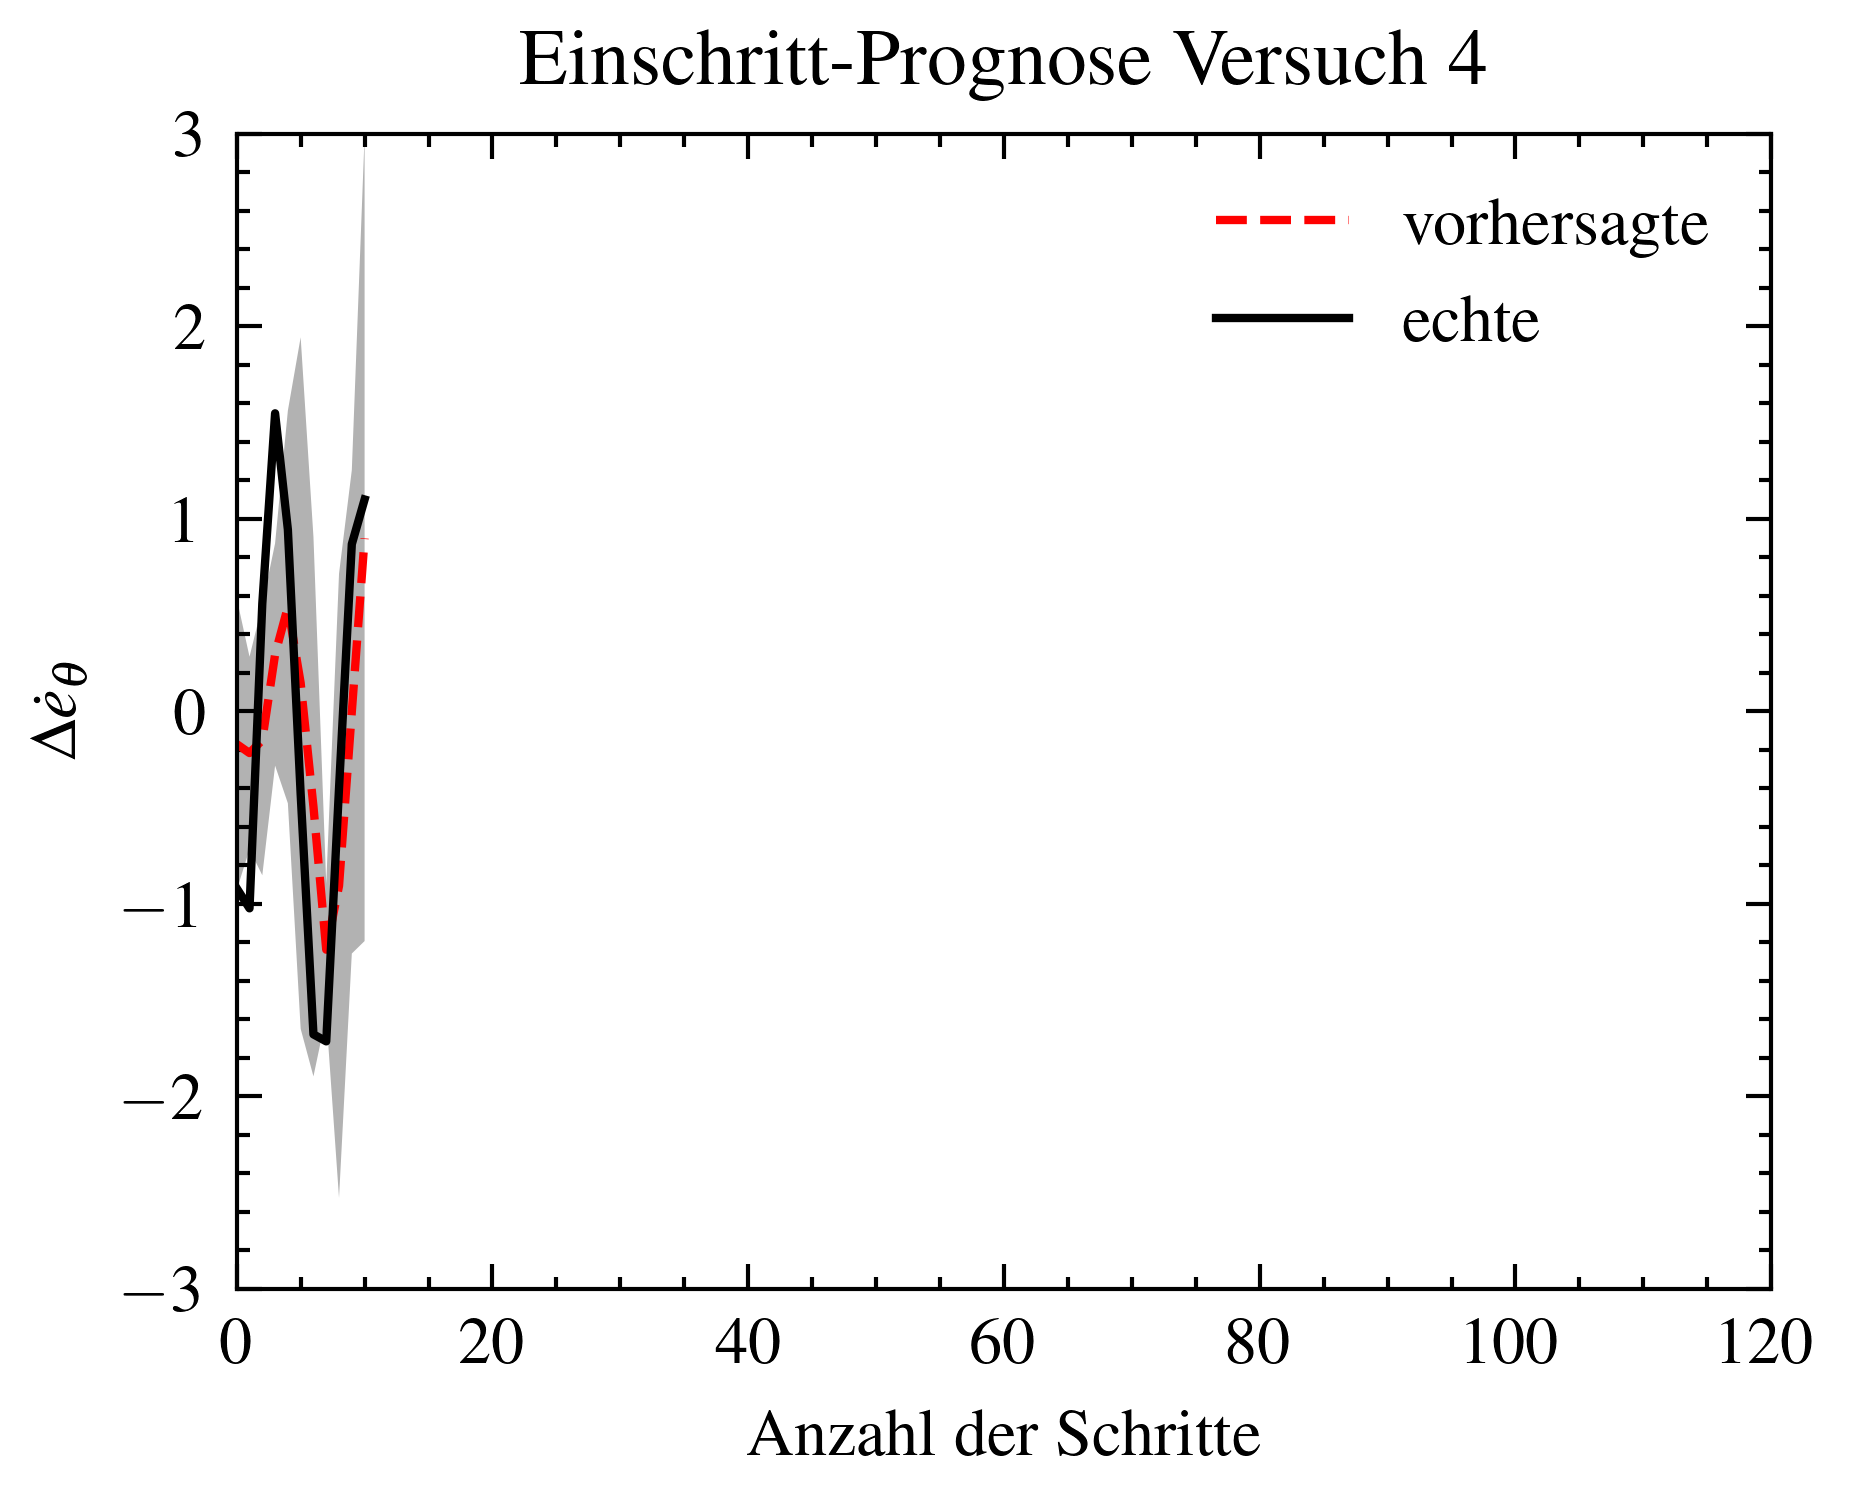 Einschritt-Prognose Versuch 4
3
2
1
0
−1
−2
−3
Δė_θ
vorhersagte
echte
0 20 40 60 80 100 120
Anzahl der Schritte